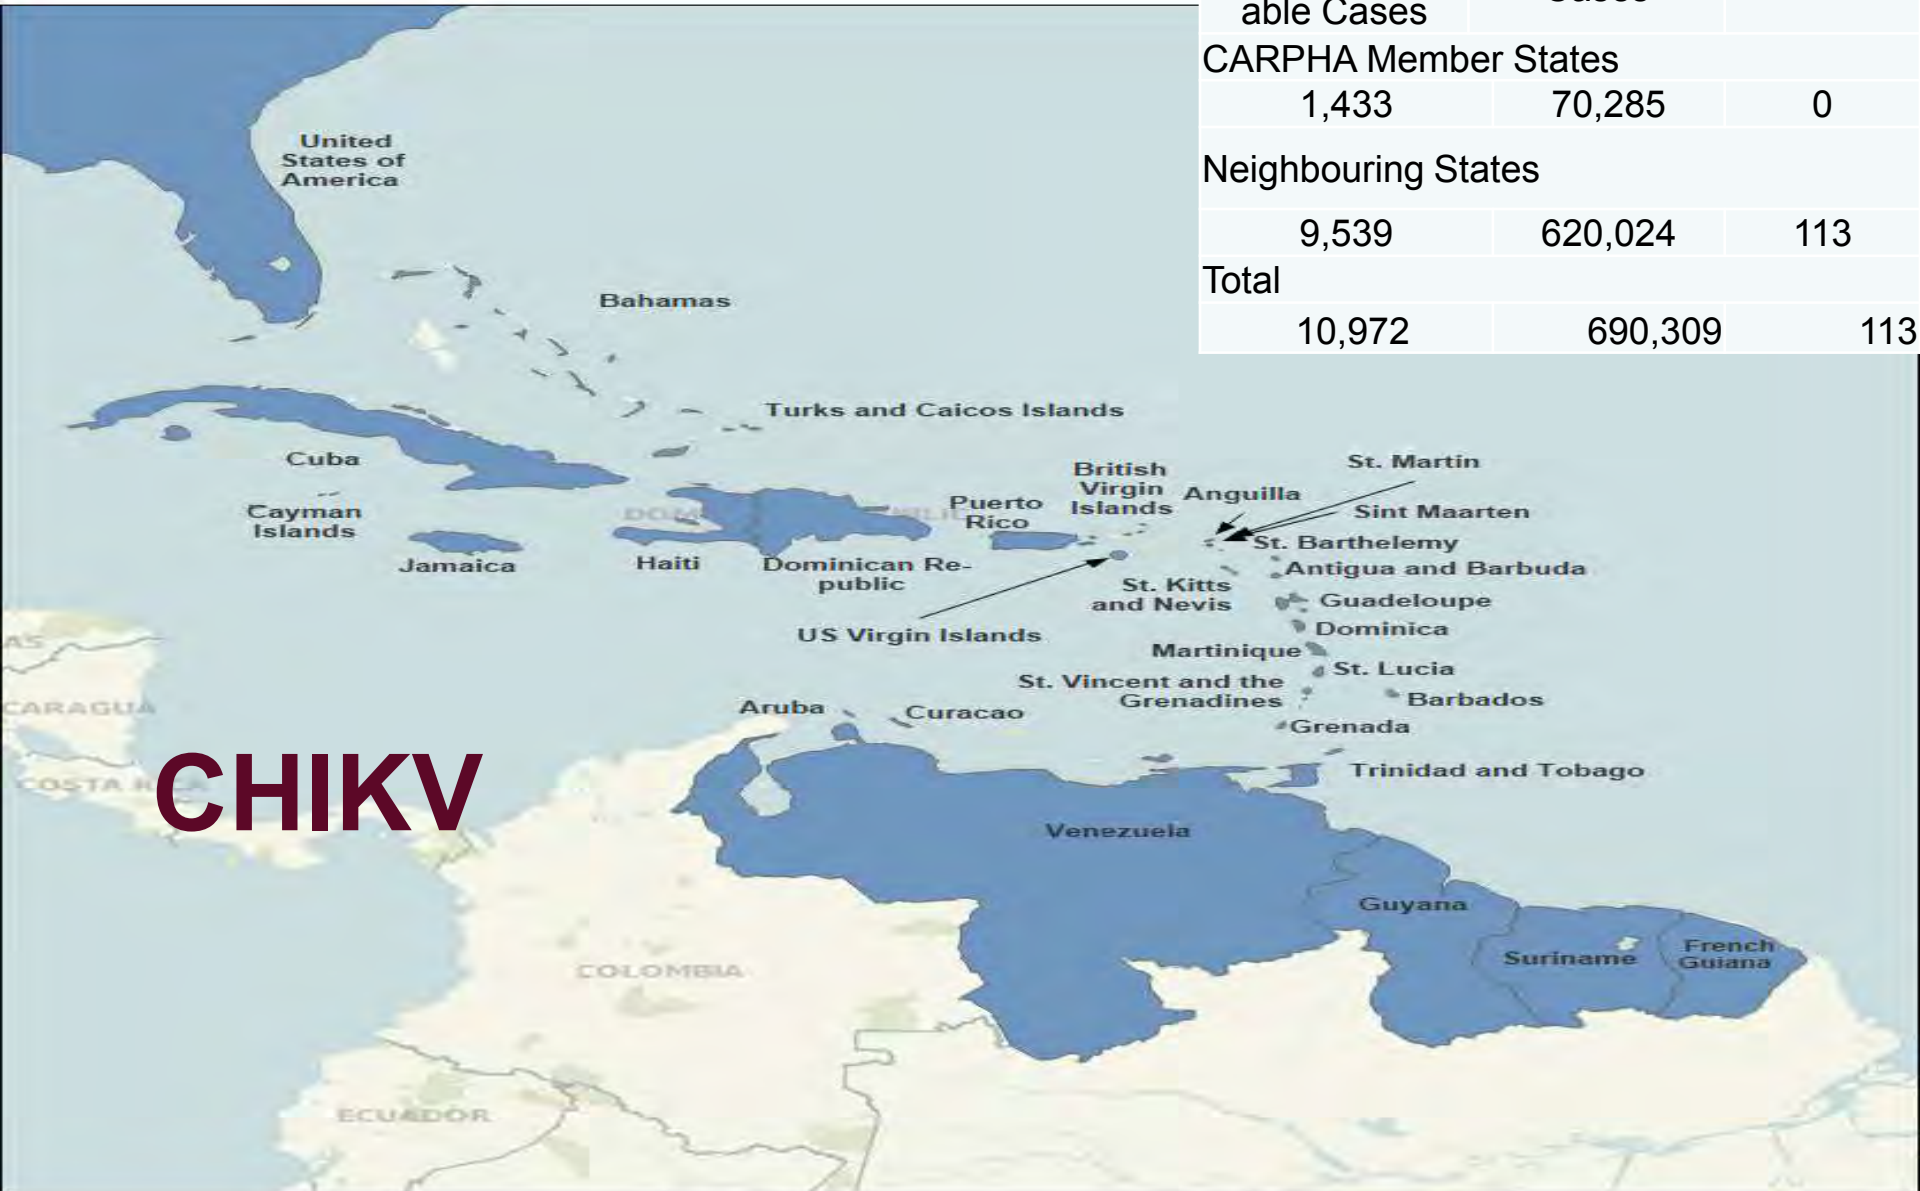 able Cases
CARPHA Member States
1,433 70,285 0
Neighbouring States
9,539 620,024 113
Total
10,972 690,309 113
United
States of
America
Bahamas
Turks and Caicos Islands
Cuba
Cayman
Islands
Jamaica
Haiti
Dominican Re-
public
Puerto
Rico
British
Virgin
Islands
Anguilla
St. Martin
Sint Maarten
St. Barthelemy
Antigua and Barbuda
St. Kitts
and Nevis
Guadeloupe
US Virgin Islands
Dominica
Martinique
St. Lucia
St. Vincent and the
Grenadines
Barbados
Aruba
Curacao
Grenada
Trinidad and Tobago
CARAGUA
COSTA
CHIKV
Venezuela
Guyana
Suriname
French
Guiana
COLOMBIA
ECUADOR